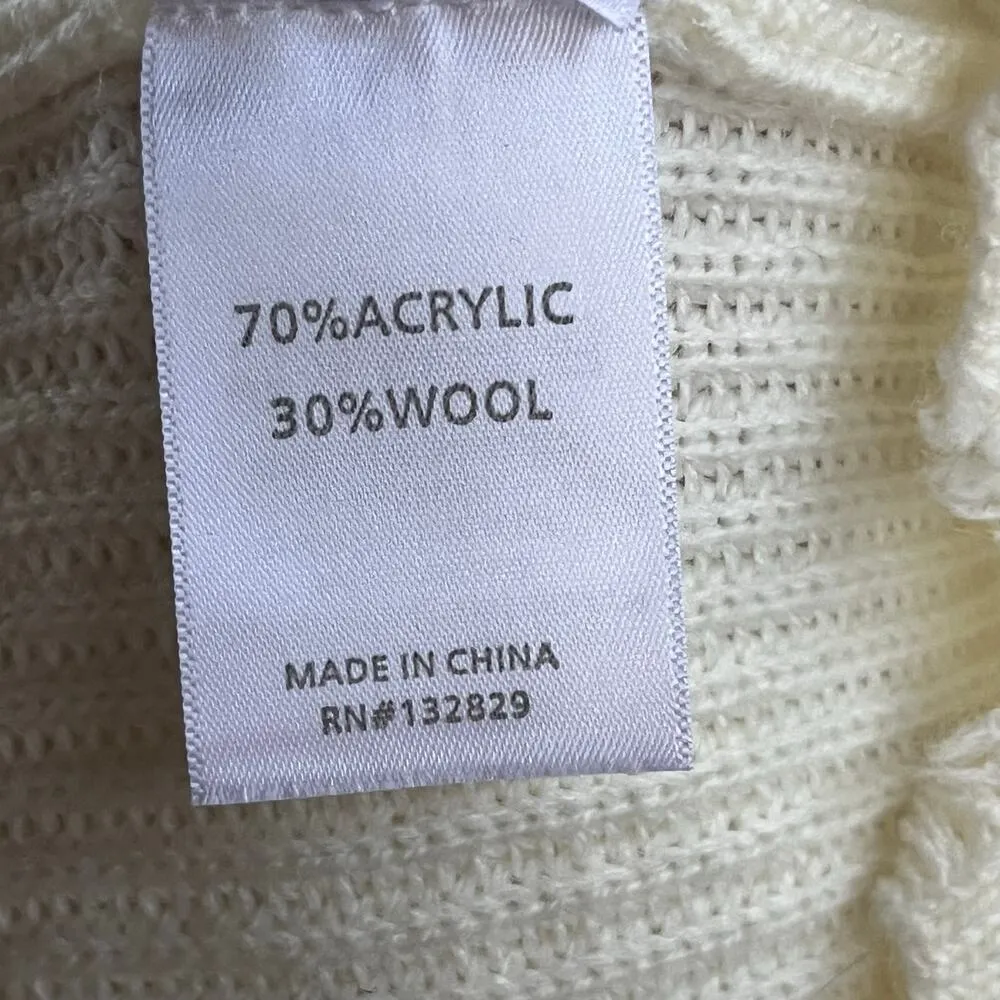 70%ACRYLIC
30%WOOL
MADE IN CHINA
RN#132829